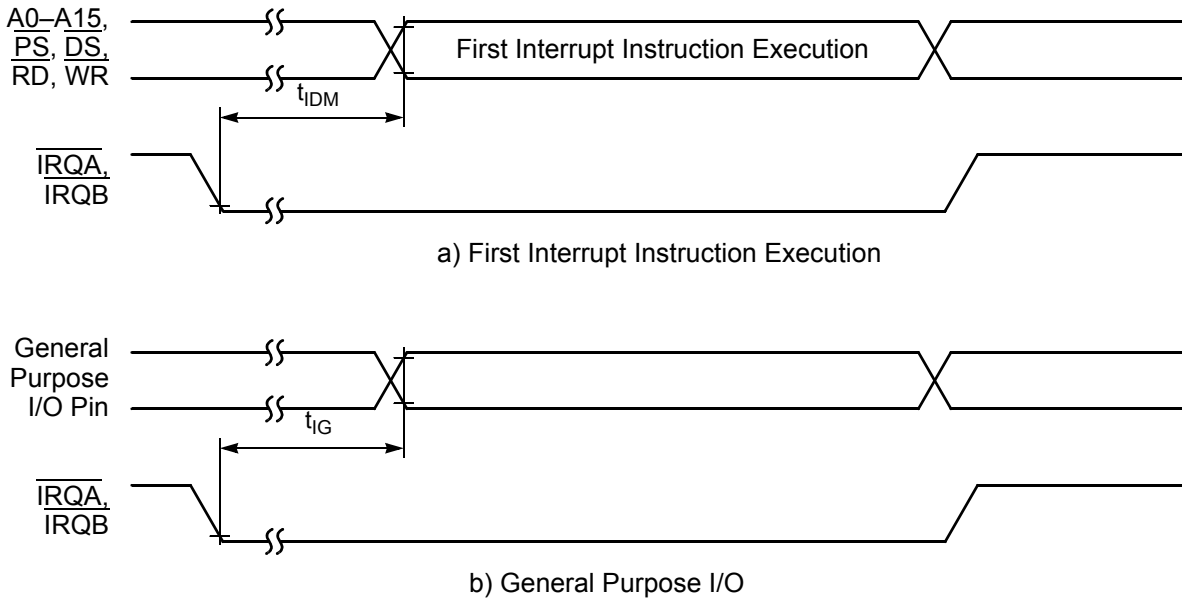 A0–A15,
PS, DS,
RD, WR
First Interrupt Instruction Execution
tIDM
IRQA,
IRQB
a) First Interrupt Instruction Execution
General
Purpose
I/O Pin
tIG
IRQA,
IRQB
b) General Purpose I/O